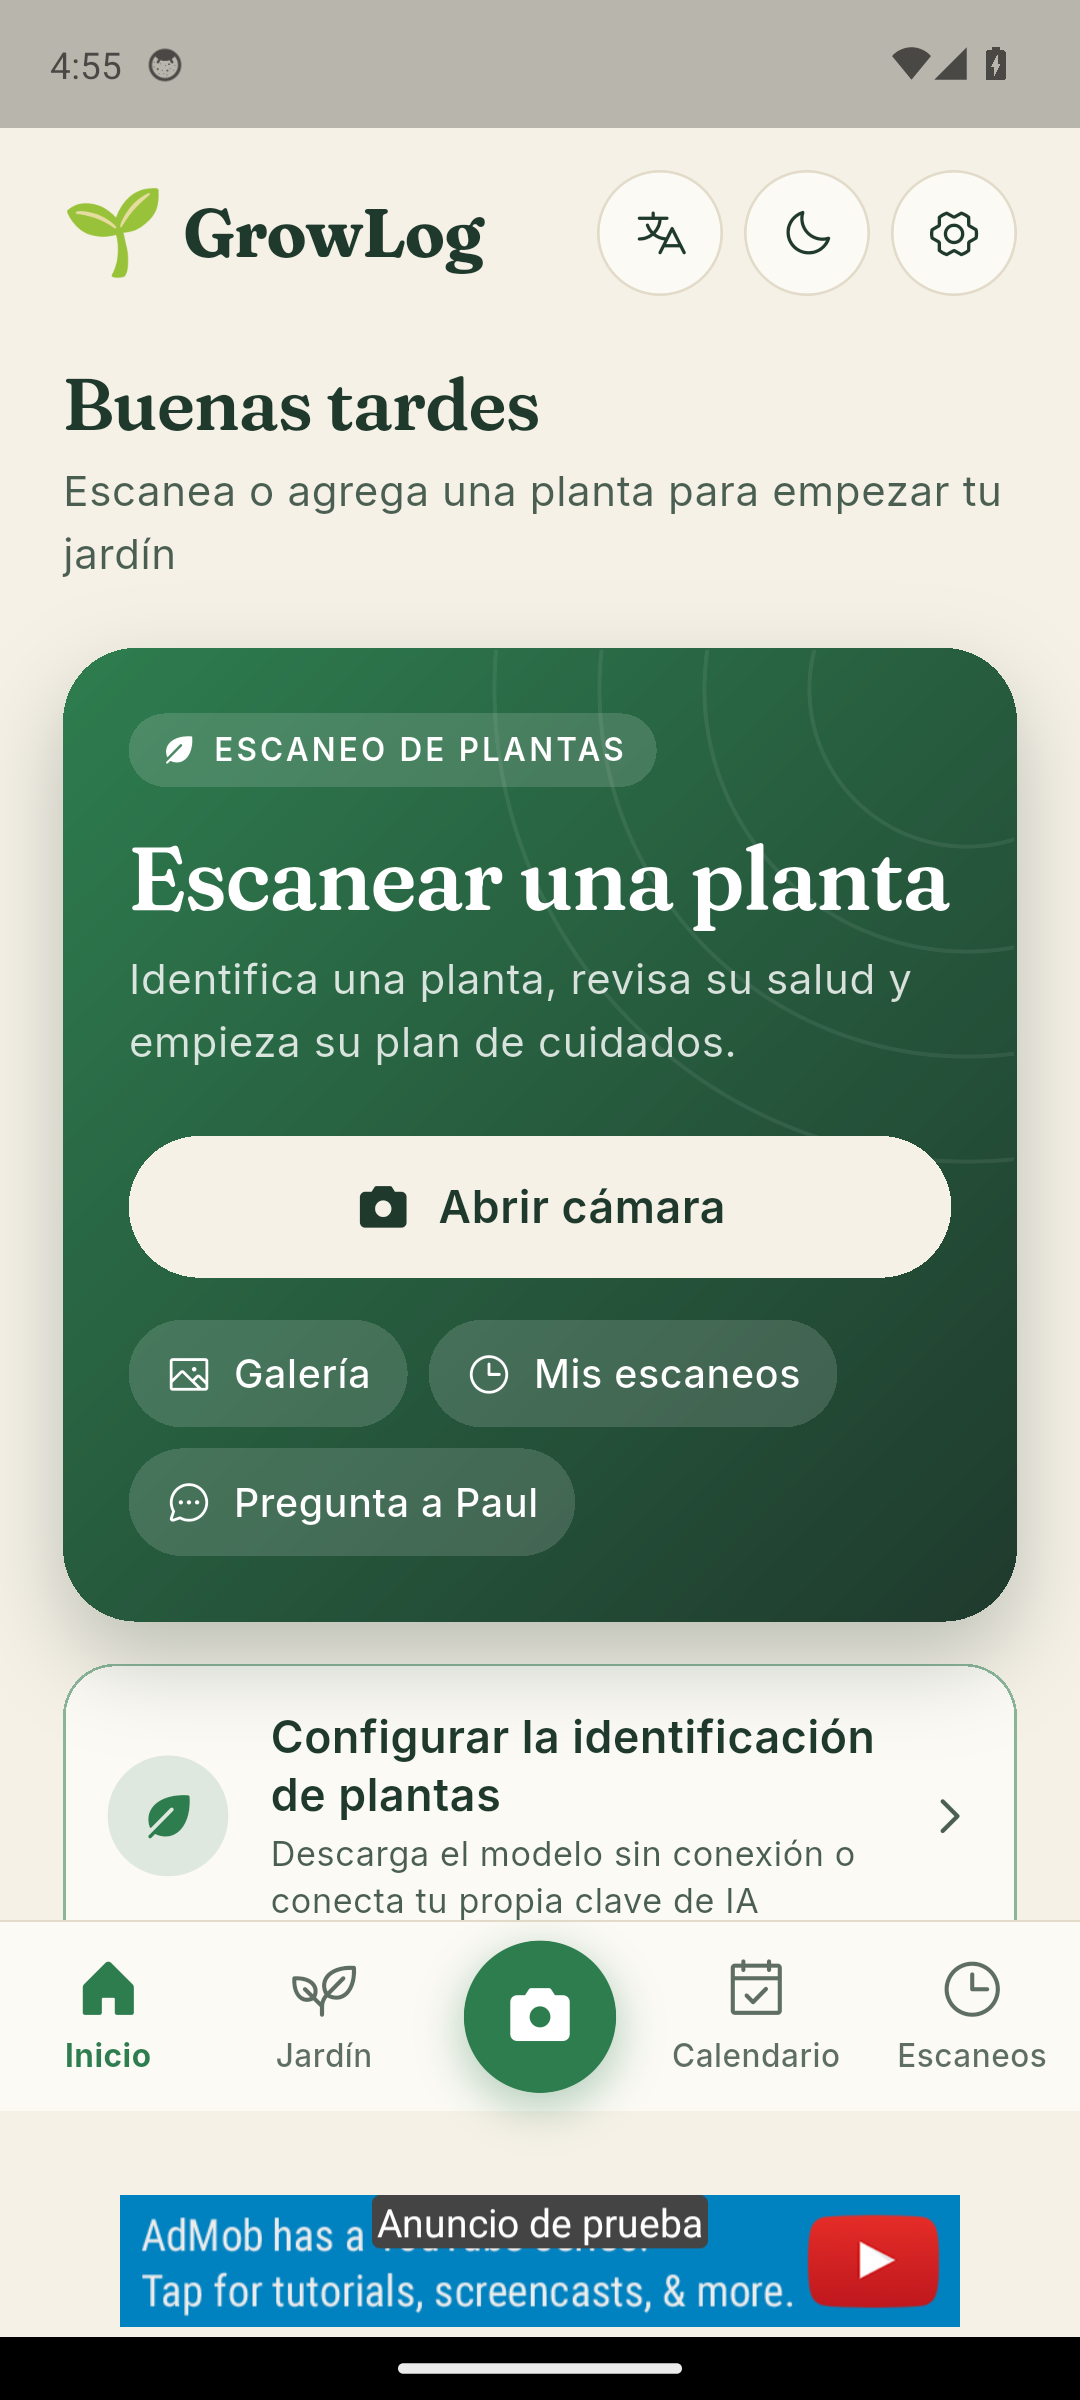 4:55
GrowLog
Buenas tardes
Escanea o agrega una planta para empezar tu
jardín
ESCANEO DE PLANTAS
Escanear una planta
Identifica una planta, revisa su salud y
empieza su plan de cuidados.
Abrir cámara
Galería
Mis escaneos
Pregunta a Paul
Configurar la identificación
de plantas
Descarga el modelo sin conexión o
conecta tu propia clave de IA
Inicio
Jardín
Calendario
Escaneos
Anuncio de prueba
AdMob has a
Tap for tutorials, screencasts, & more.